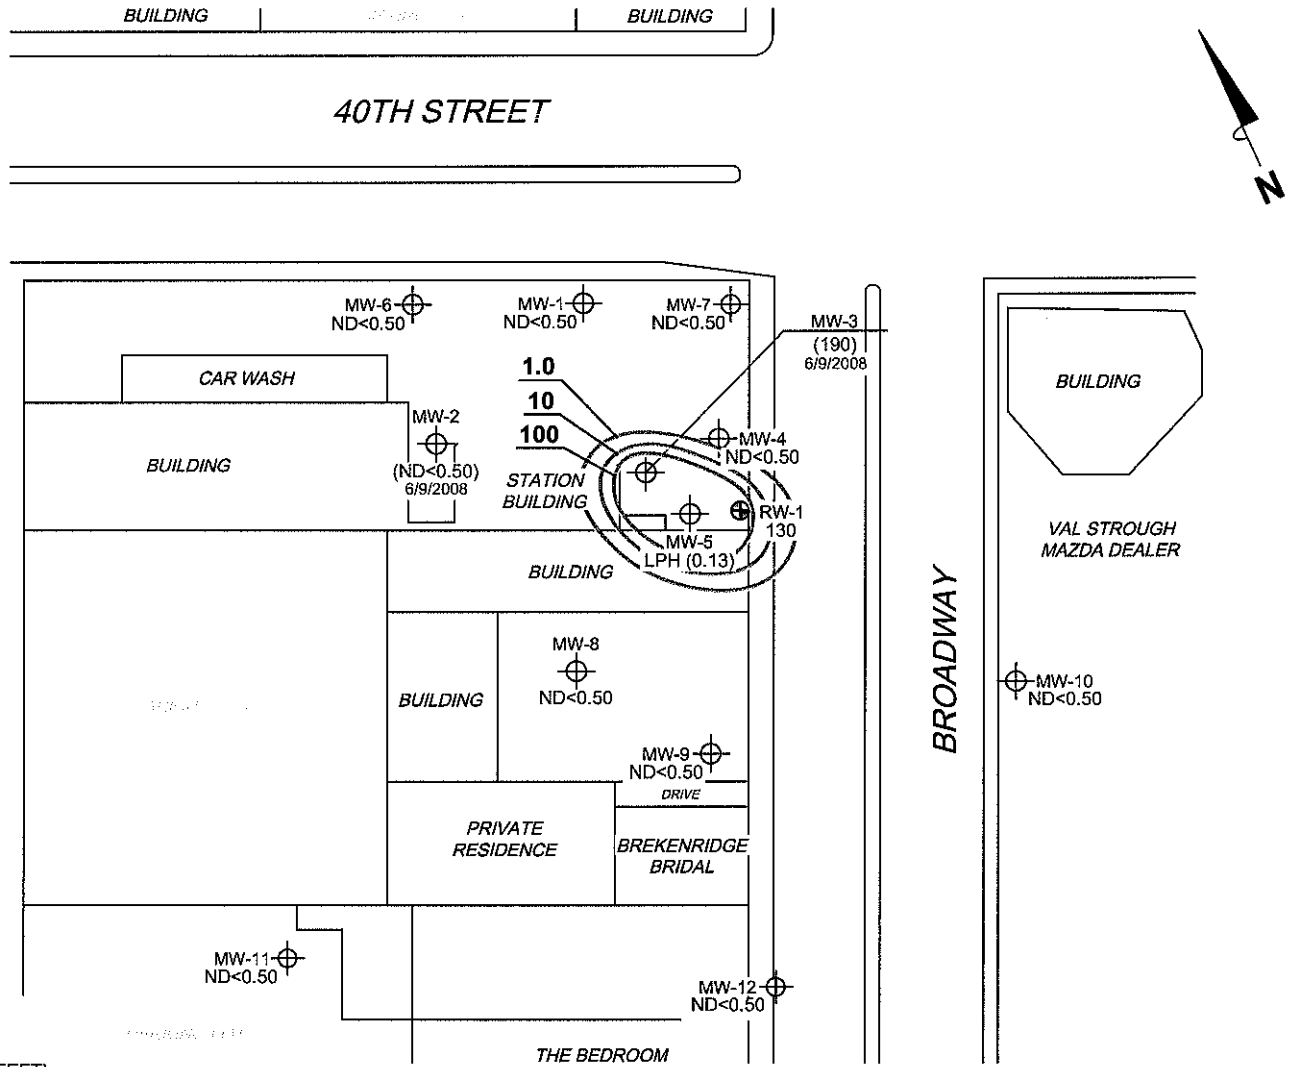 BUILDING
BUILDING
40TH STREET
N
MW-6
ND<0.50
MW-1
ND<0.50
MW-7
ND<0.50
MW-3
(190)
6/9/2008
1.0
10
100
CAR WASH
BUILDING
MW-2
(ND<0.50)
6/9/2008
STATION
BUILDING
MW-4
ND<0.50
RW-1
130
MW-5
LPH (0.13)
BUILDING
BUILDING
VAL STROUGH
MAZDA DEALER
BROADWAY
MW-8
ND<0.50
BUILDING
MW-10
ND<0.50
MW-9
ND<0.50
DRIVE
PRIVATE
RESIDENCE
BREKENRIDGE
BRIDAL
MW-11
ND<0.50
MW-12
ND<0.50
THE BEDROOM